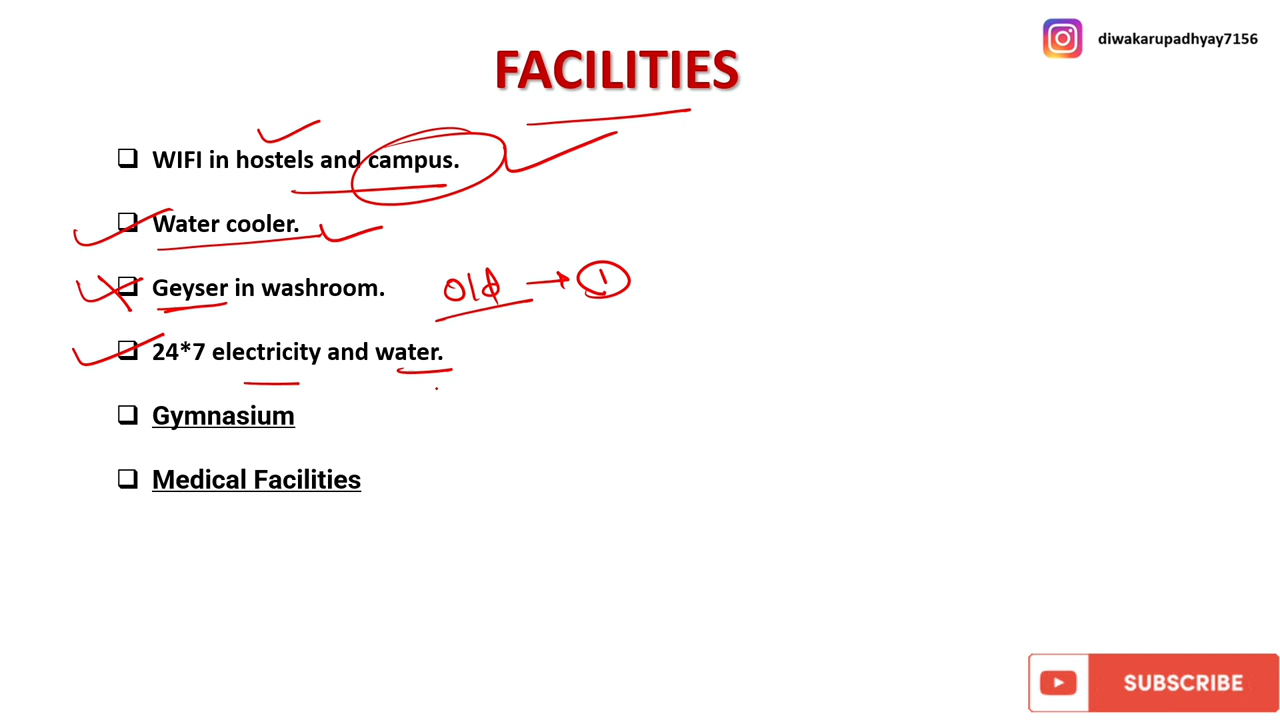 diwakarupadhyay7156
FACILITIES
WIFI in hostels and campus.
Water cooler.
Geyser in washroom. Old → 1
24*7 electricity and water.
Gymnasium
Medical Facilities
SUBSCRIBE